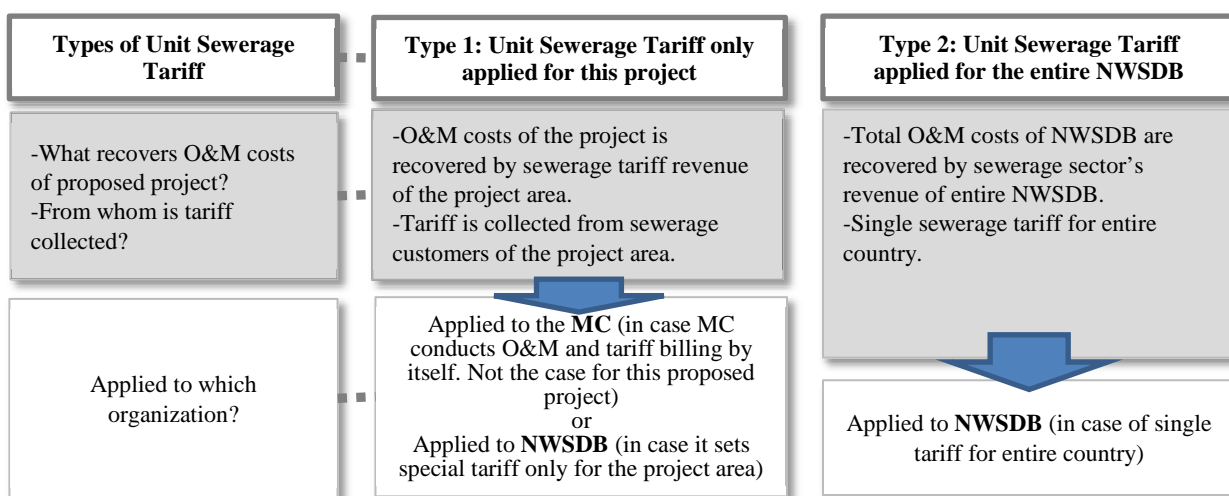 Types of Unit Sewerage
Tariff
Type 1: Unit Sewerage Tariff only
applied for this project
Type 2: Unit Sewerage Tariff
applied for the entire NWSDB
-What recovers O&M costs
of proposed project?
-From whom is tariff
collected?
-O&M costs of the project is
recovered by sewerage tariff revenue
of the project area.
-Tariff is collected from sewerage
customers of the project area.
-Total O&M costs of NWSDB are
recovered by sewerage sector’s
revenue of entire NWSDB.
-Single sewerage tariff for entire
country.
Applied to which
organization?
Applied to the MC (in case MC
conducts O&M and tariff billing by
itself. Not the case for this proposed
project)
or
Applied to NWSDB (in case it sets
special tariff only for the project area)
Applied to NWSDB (in case of single
tariff for entire country)